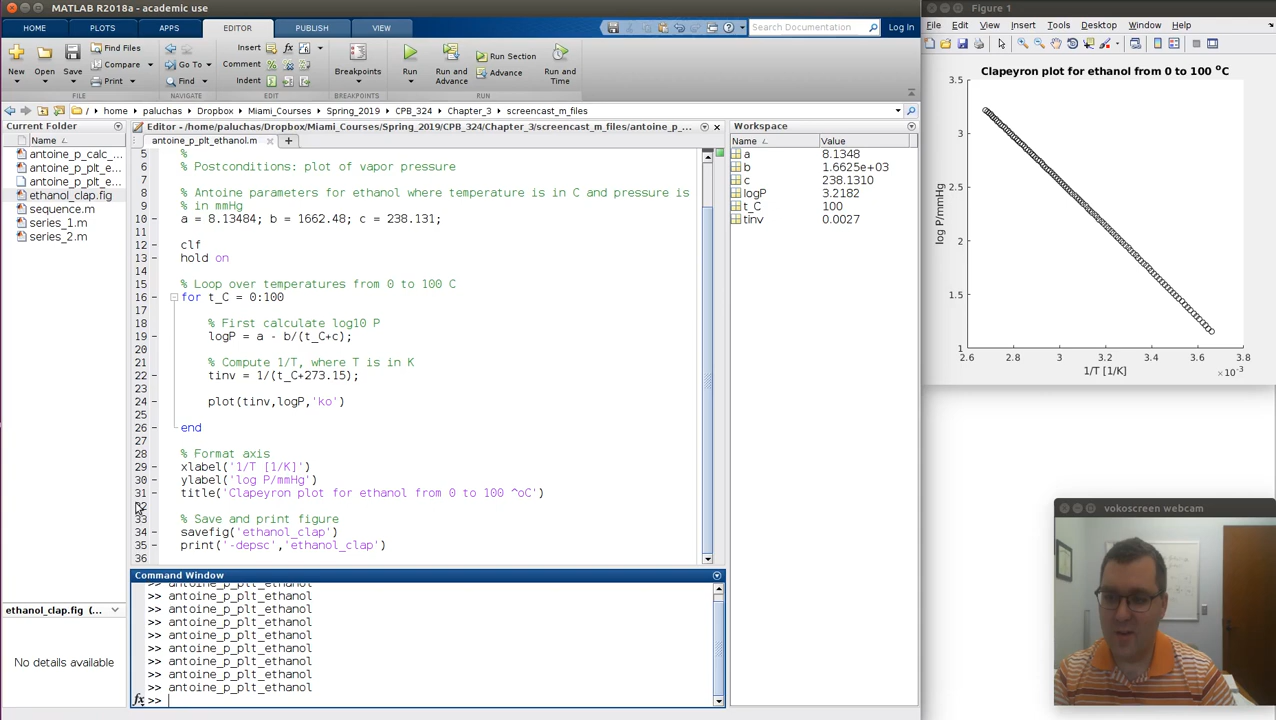 MATLAB R2018a - academic use
HOME PLOTS APPS EDITOR PUBLISH VIEW Search Documentation Log In
New Open Save Find Files Compare Print Go To Find Insert Comment Indent Breakpoints Run Run and Advance Run Section Advance Run and Time
FILE NAVIGATE EDIT BREAKPOINTS RUN
/ home paluchas Dropbox Miami_Courses Spring_2019 CPB_324 Chapter_3 screencast_m_files
Current Folder
Name
antoine_p_calc_...
antoine_p_plt_e...
antoine_p_plt_e...
ethanol_clap.fig
sequence.m
series_1.m
series_2.m
ethanol_clap.fig (...
No details available
Editor - /home/paluchas/Dropbox/Miami_Courses/Spring_2019/CPB_324/Chapter_3/screencast_m_files/antoine_p_...
antoine_p_plt_ethanol.m
5 %
6 % Postconditions: plot of vapor pressure
7
8 % Antoine parameters for ethanol where temperature is in C and pressure is
9 % in mmHg
10 a = 8.13484; b = 1662.48; c = 238.131;
11
12 clf
13 hold on
14
15 % Loop over temperatures from 0 to 100 C
16 for t_C = 0:100
17
18 % First calculate log10 P
19 logP = a - b/(t_C+c);
20
21 % Compute 1/T, where T is in K
22 tinv = 1/(t_C+273.15);
23
24 plot(tinv,logP,'ko')
25
26 end
27
28 % Format axis
29 xlabel('1/T [1/K]')
30 ylabel('log P/mmHg')
31 title('Clapeyron plot for ethanol from 0 to 100 ^oC')
32
33 % Save and print figure
34 savefig('ethanol_clap')
35 print('-depsc','ethanol_clap')
36
Command Window
>> antoine_p_plt_ethanol
>> antoine_p_plt_ethanol
>> antoine_p_plt_ethanol
>> antoine_p_plt_ethanol
>> antoine_p_plt_ethanol
>> antoine_p_plt_ethanol
>> antoine_p_plt_ethanol
>> antoine_p_plt_ethanol
>> antoine_p_plt_ethanol
fx >>
Workspace
Name Value
a 8.1348
b 1.6625e+03
c 238.1310
logP 3.2182
t_C 100
tinv 0.0027
Figure 1
File Edit View Insert Tools Desktop Window Help
Clapeyron plot for ethanol from 0 to 100 °C
3.5
3
2.5
2
1.5
1
log P/mmHg
2.6 2.8 3 3.2 3.4 3.6 3.8
1/T [1/K]
×10⁻³
vokoscreen webcam